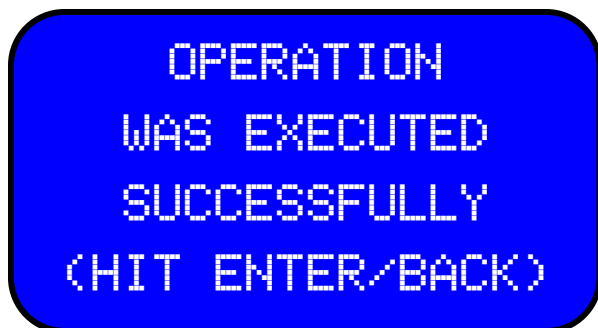 OPERATION
WAS EXECUTED
SUCCESSFULLY
(HIT ENTER/BACK)